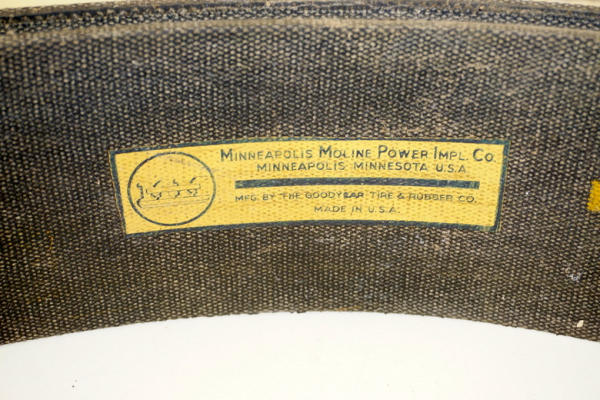 MINNEAPOLIS MOLINE POWER IMPL. CO.
MINNEAPOLIS MINNESOTA U.S.A.
MFG. BY THE GOODYEAR TIRE & RUBBER CO.
MADE IN U.S.A.